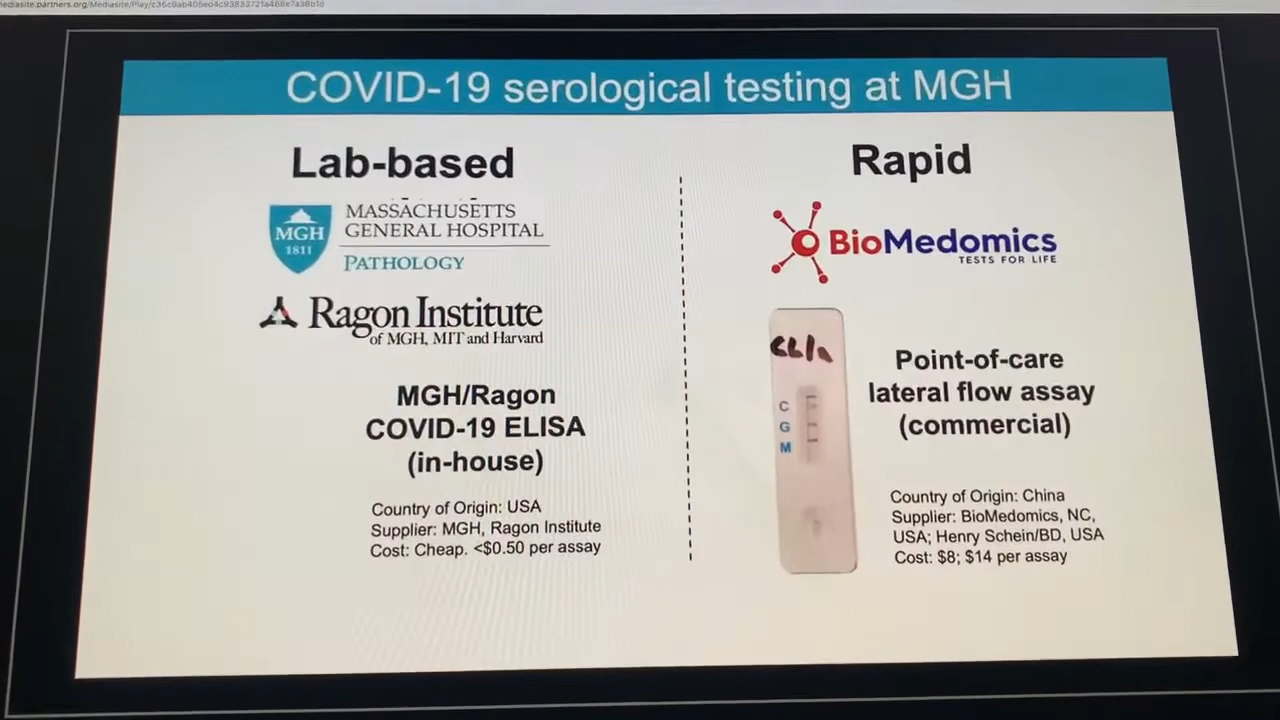 COVID-19 serological testing at MGH
Lab-based
MGH
1811
MASSACHUSETTS
GENERAL HOSPITAL
PATHOLOGY
Ragon Institute
of MGH, MIT and Harvard
MGH/Ragon
COVID-19 ELISA
(in-house)
Country of Origin: USA
Supplier: MGH, Ragon Institute
Cost: Cheap. <$0.50 per assay
Rapid
BioMedomics
TESTS FOR LIFE
C
G
M
Point-of-care
lateral flow assay
(commercial)
Country of Origin: China
Supplier: BioMedomics, NC,
USA; Henry Schein/BD, USA
Cost: $8; $14 per assay